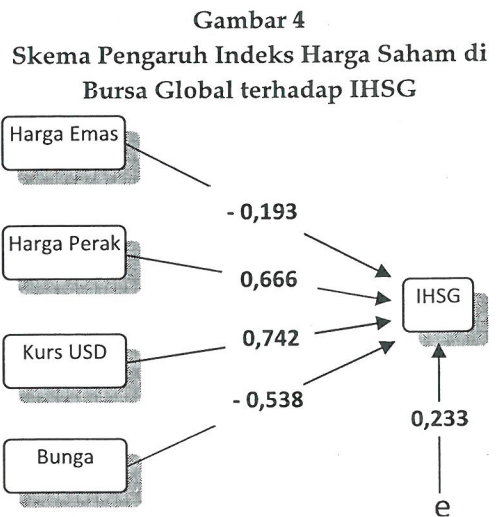 Gambar 4
Skema Pengaruh Indeks Harga Saham di
Bursa Global terhadap IHSG
Harga Emas
- 0,193
Harga Perak
0,666
IHSG
Kurs USD
0,742
- 0,538
0,233
Bunga
e